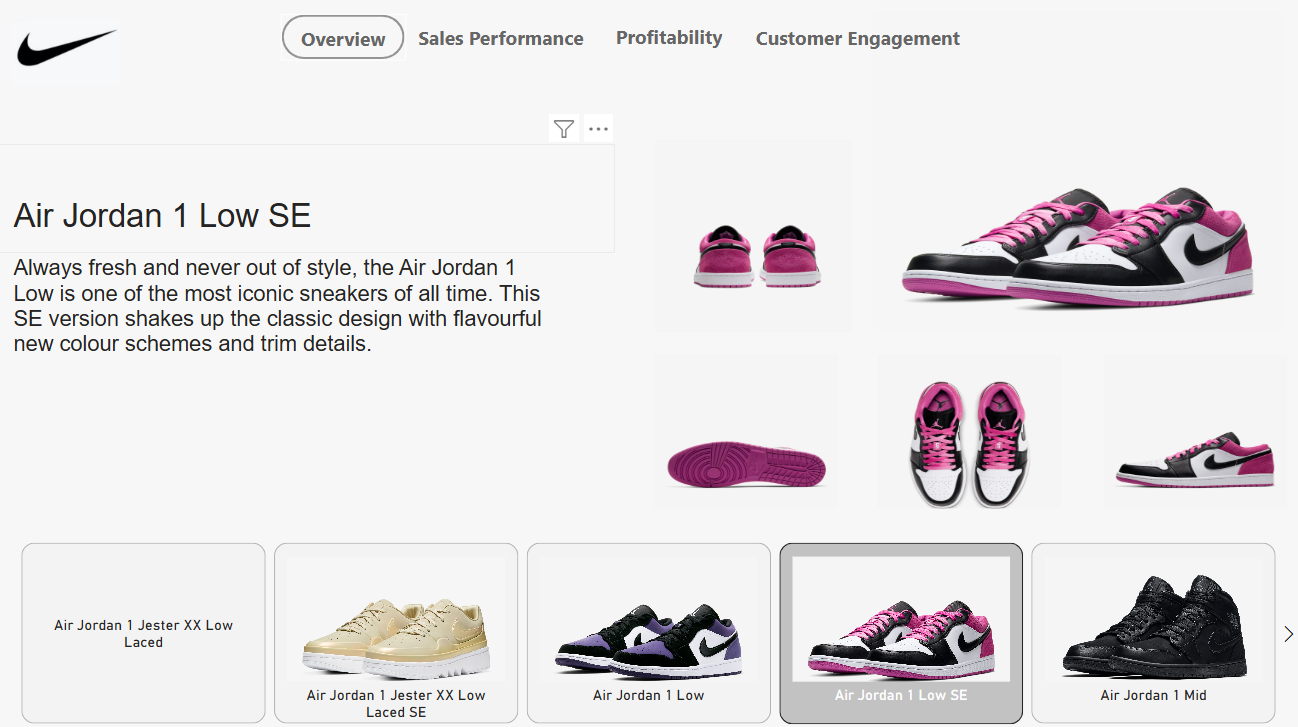 Overview
Sales Performance
Profitability
Customer Engagement
Air Jordan 1 Low SE
Always fresh and never out of style, the Air Jordan 1
Low is one of the most iconic sneakers of all time. This
SE version shakes up the classic design with flavourful
new colour schemes and trim details.
Air Jordan 1 Jester XX Low
Laced
Air Jordan 1 Jester XX Low
Laced SE
Air Jordan 1 Low
Air Jordan 1 Low SE
Air Jordan 1 Mid